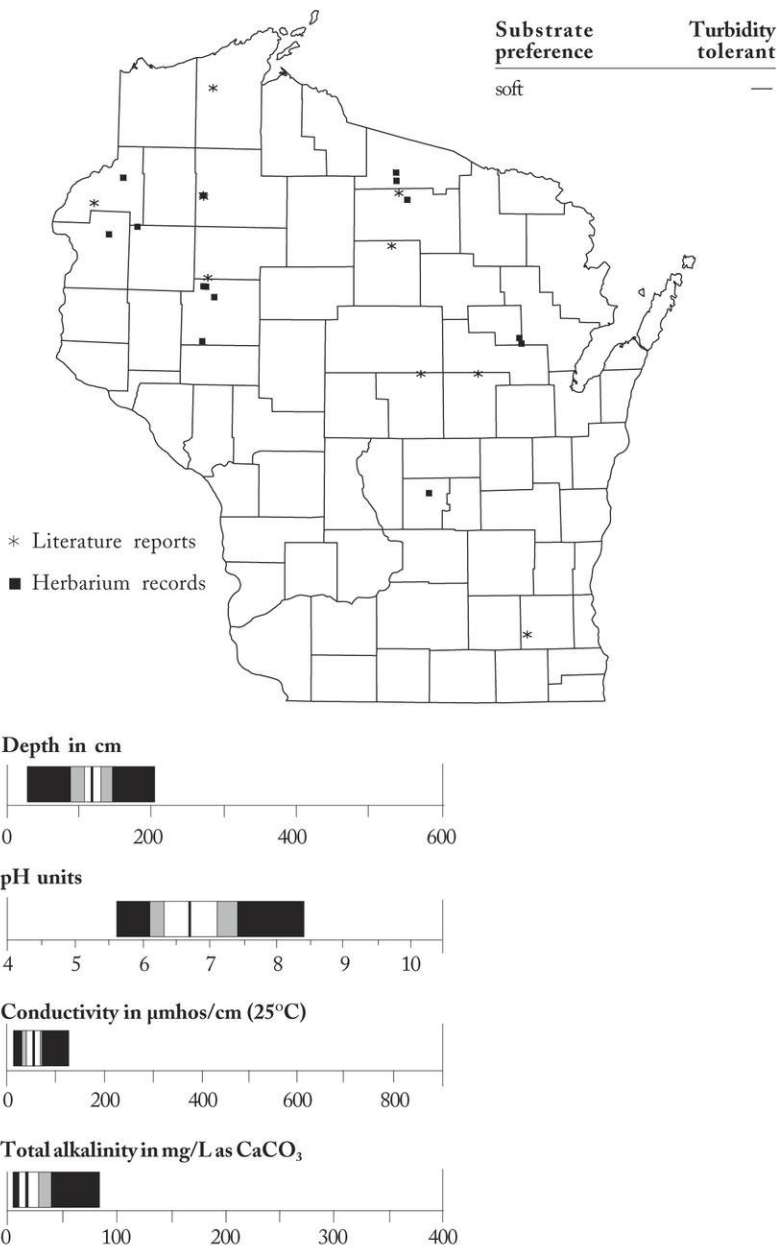 Substrate preference Turbidity tolerant
soft —
* Literature reports
■ Herbarium records
Depth in cm
0 200 400 600
pH units
4 5 6 7 8 9 10
Conductivity in µmhos/cm (25°C)
0 200 400 600 800
Total alkalinity in mg/L as CaCO₃
0 100 200 300 400